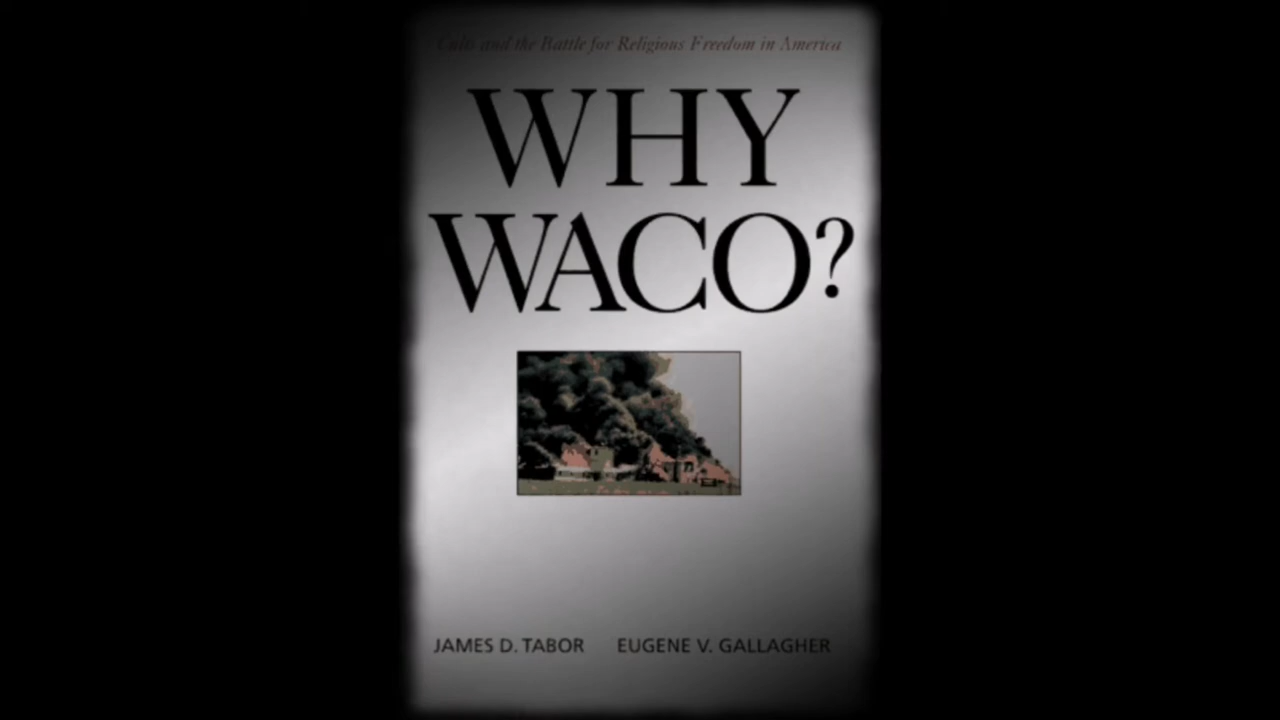 Cults and the Battle for Religious Freedom in America
WHY
WACO?
JAMES D. TABOR EUGENE V. GALLAGHER